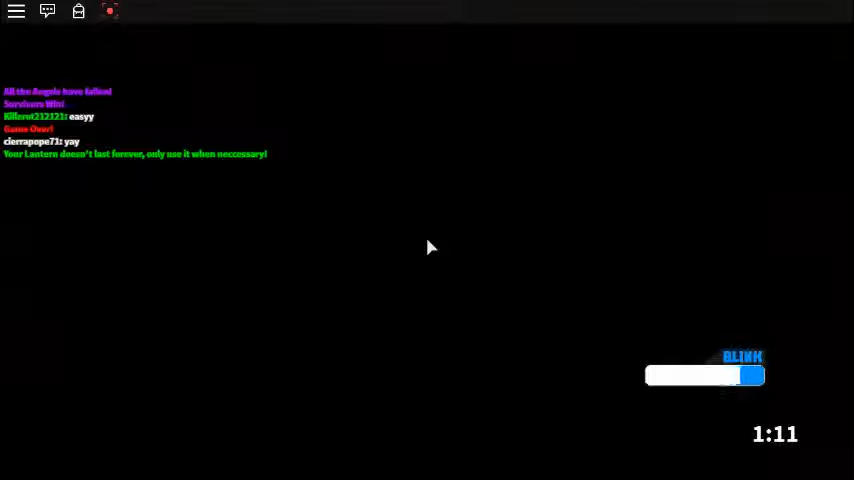 All the Angels have fallen!
Survivors Win!
Killerot212121: easyy
Game Over!
cierrapope71: yay
Your Lantern doesn't last forever, only use it when neccessary!
BLINK
1:11